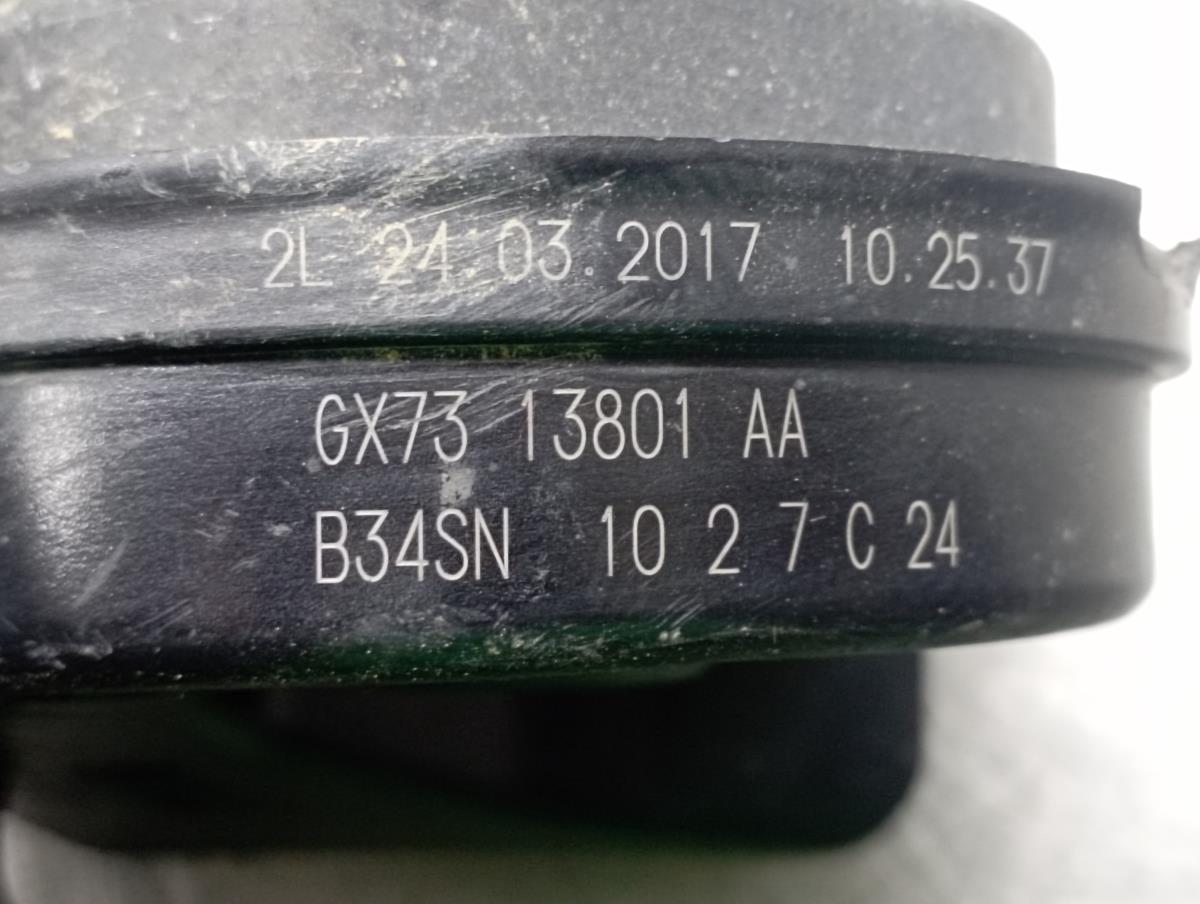 2L 24.03.2017 10.25.37
GX73 13801 AA
B34SN 10 2 7 C 24